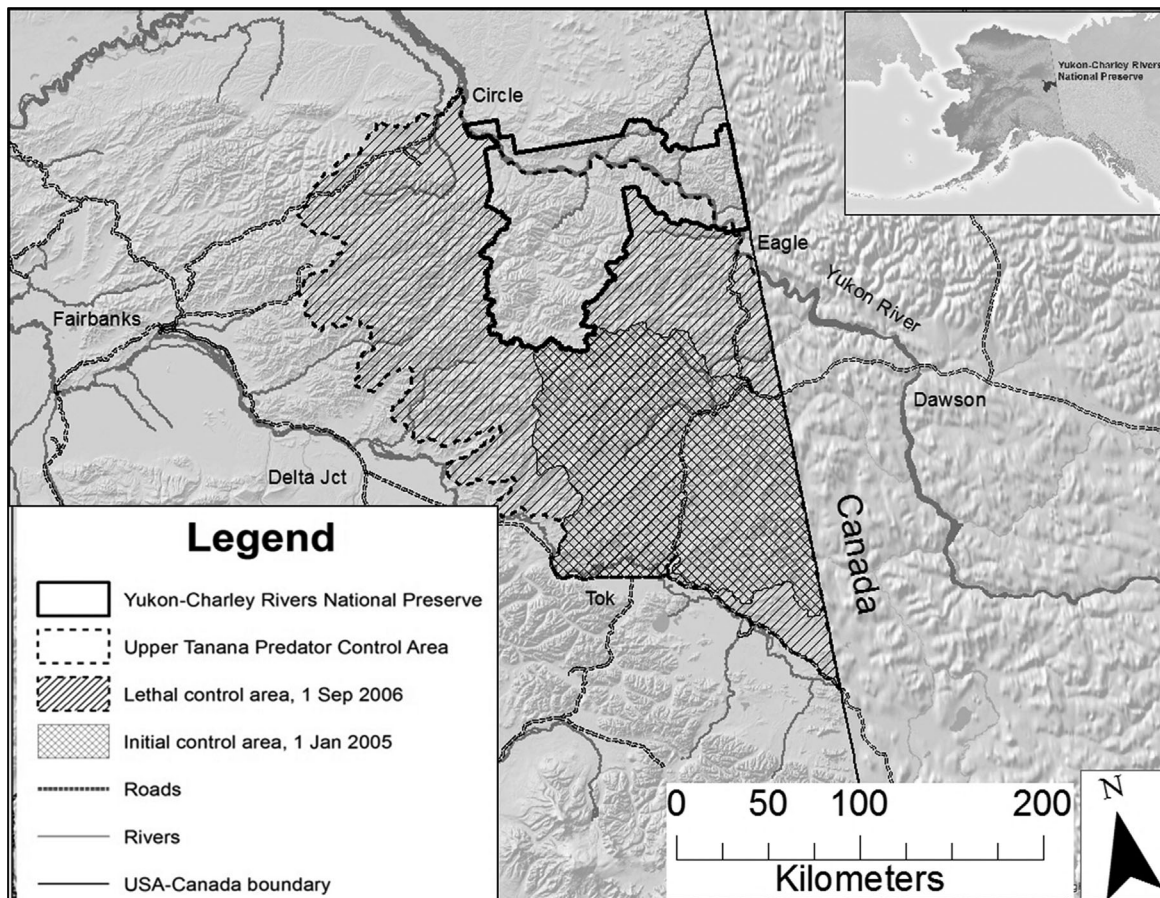 Yukon-Charley Rivers
National Preserve
Circle
Eagle
Yukon River
Fairbanks
Dawson
Delta Jct
Canada
Tok
Legend
Yukon-Charley Rivers National Preserve
Upper Tanana Predator Control Area
Lethal control area, 1 Sep 2006
Initial control area, 1 Jan 2005
Roads
Rivers
USA-Canada boundary
0 50 100 200
Kilometers
N